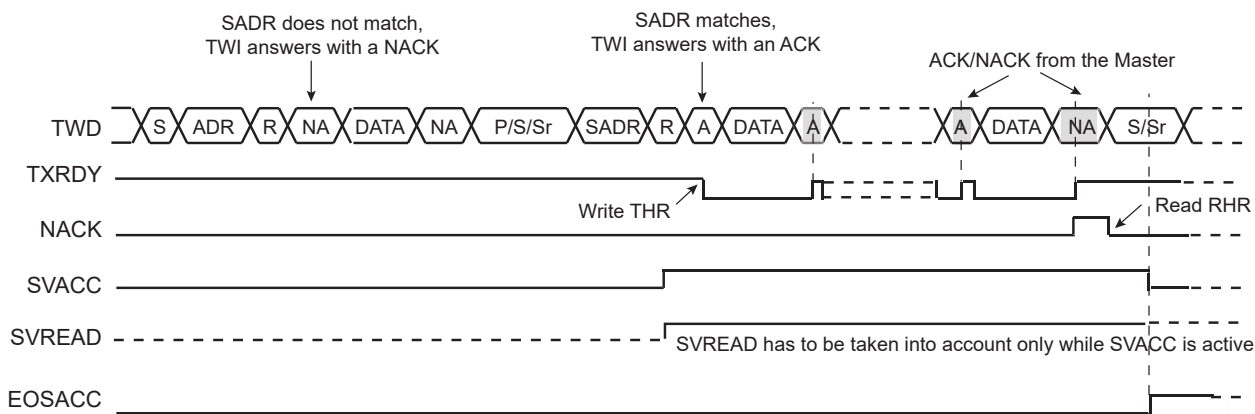 SADR does not match,
TWI answers with a NACK
SADR matches,
TWI answers with an ACK
ACK/NACK from the Master
TWD S ADR R NA DATA NA P/S/Sr SADR R A DATA A A DATA NA S/Sr
TXRDY
Write THR
Read RHR
NACK
SVACC
SVREAD
SVREAD has to be taken into account only while SVACC is active
EOSACC